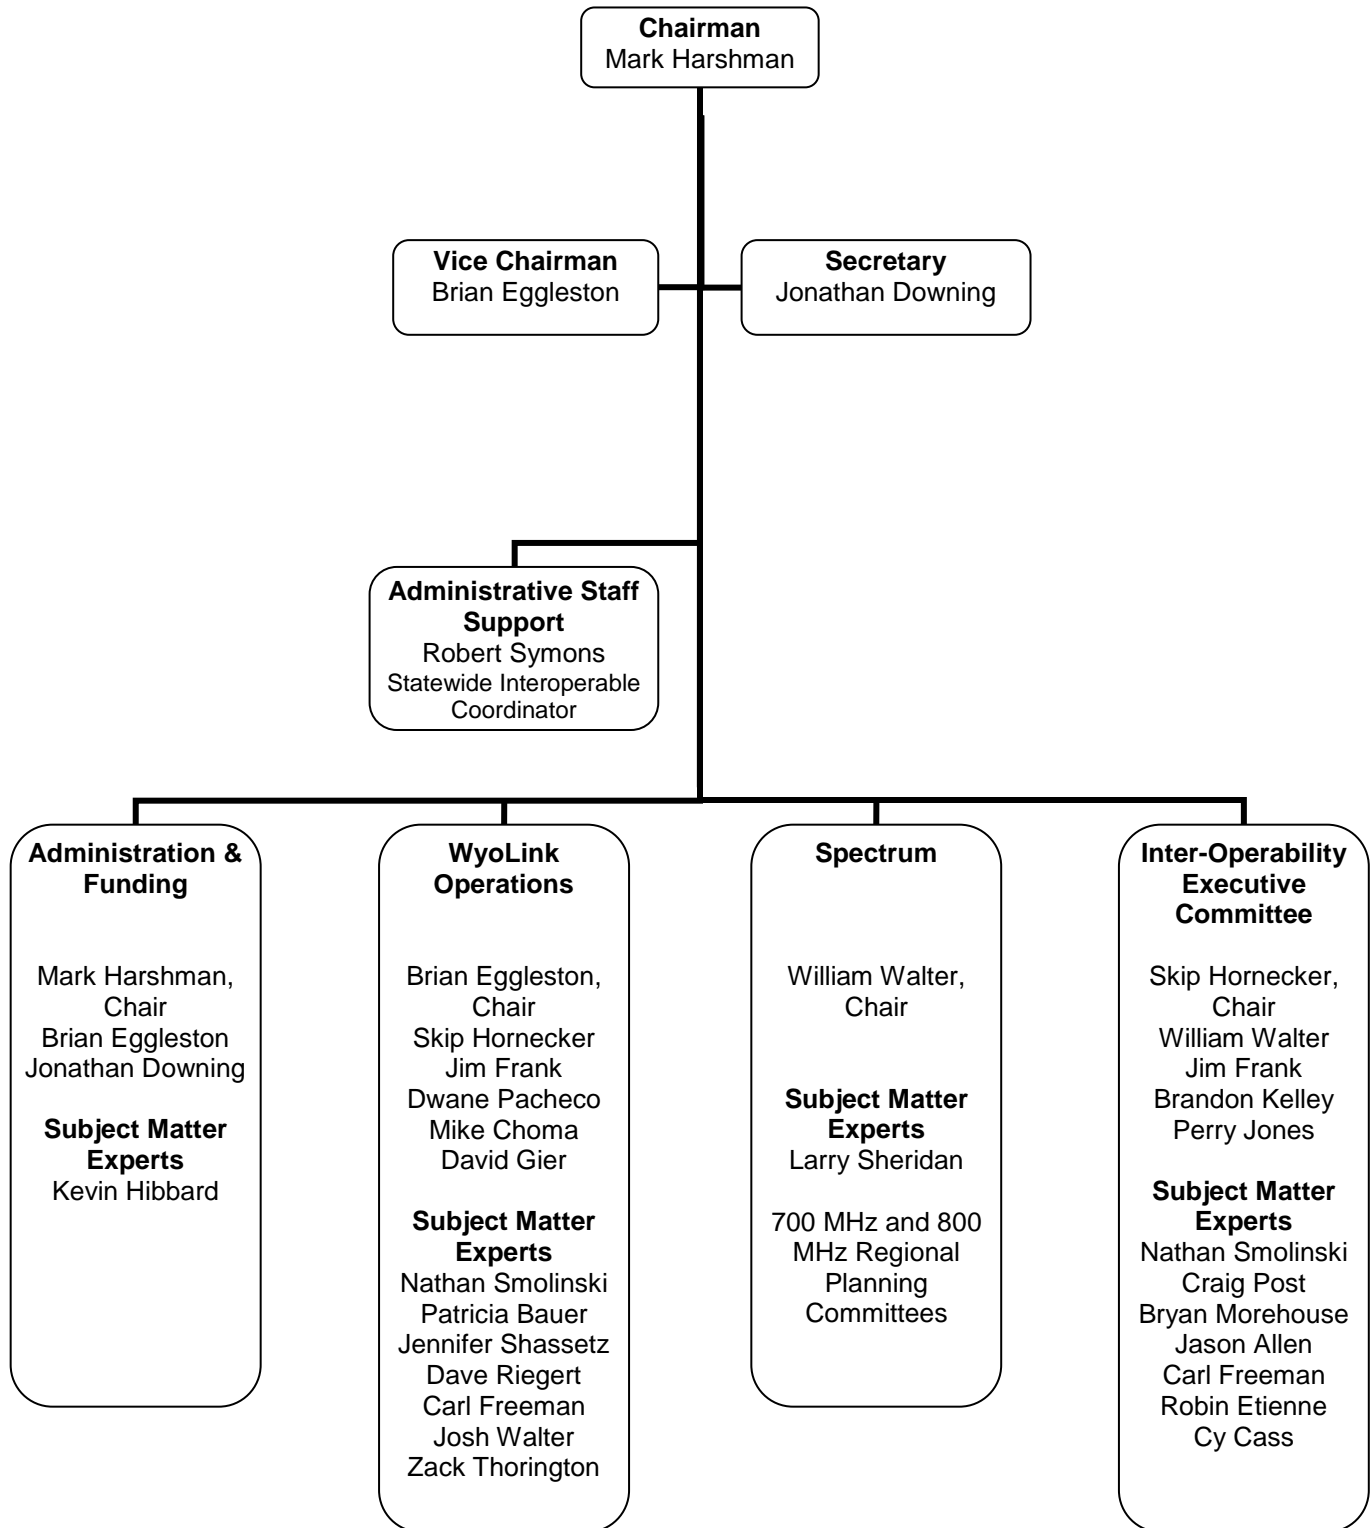 Chairman
Mark Harshman
Vice Chairman
Brian Eggleston
Secretary
Jonathan Downing
Administrative Staff
Support
Robert Symons
Statewide Interoperable
Coordinator
Administration &
Funding
Mark Harshman,
Chair
Brian Eggleston
Jonathan Downing
Subject Matter
Experts
Kevin Hibbard
WyoLink
Operations
Brian Eggleston,
Chair
Skip Hornecker
Jim Frank
Dwane Pacheco
Mike Choma
David Gier
Subject Matter
Experts
Nathan Smolinski
Patricia Bauer
Jennifer Shassetz
Dave Riegert
Carl Freeman
Josh Walter
Zack Thorington
Spectrum
William Walter,
Chair
Subject Matter
Experts
Larry Sheridan
700 MHz and 800
MHz Regional
Planning
Committees
Inter-Operability
Executive
Committee
Skip Hornecker,
Chair
William Walter
Jim Frank
Brandon Kelley
Perry Jones
Subject Matter
Experts
Nathan Smolinski
Craig Post
Bryan Morehouse
Jason Allen
Carl Freeman
Robin Etienne
Cy Cass